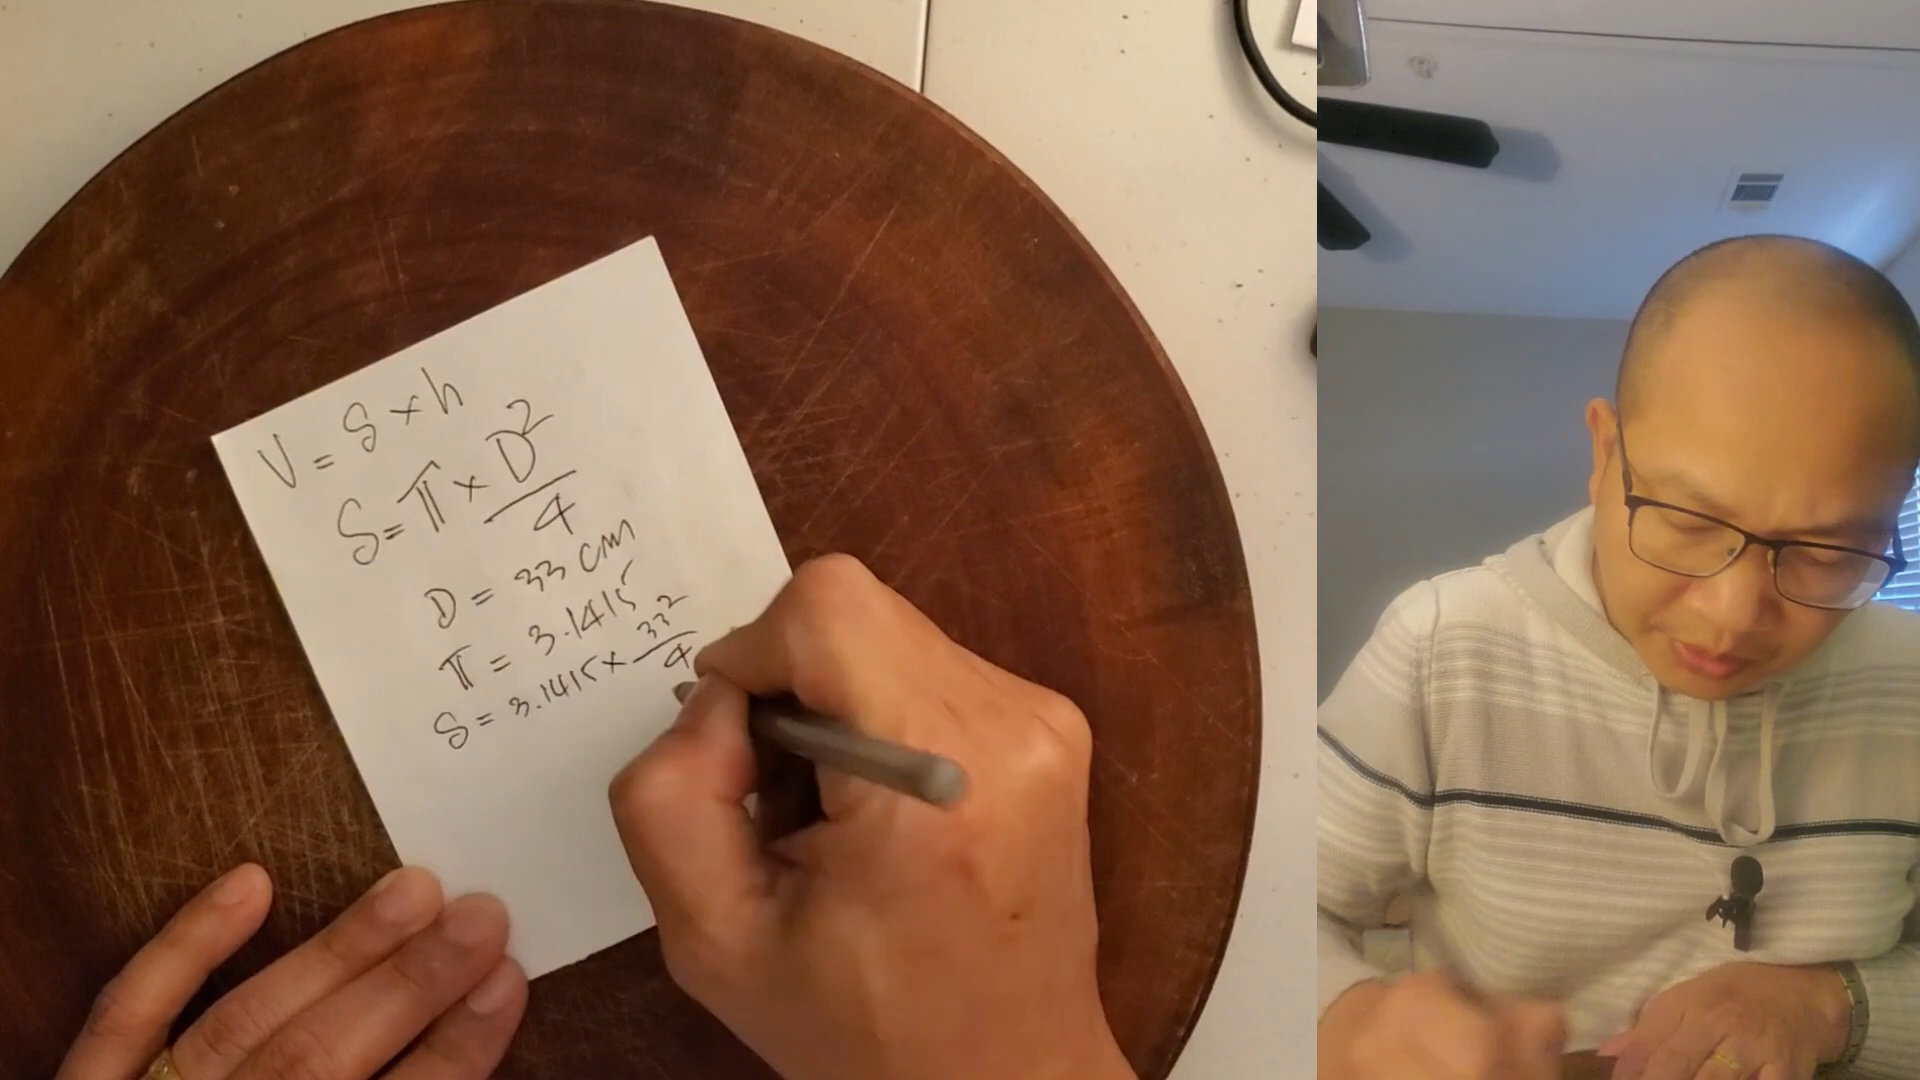 V = S × h
S = π × D²/4
D = 33 cm
π = 3.1415
S = 3.1415 × 33²/4